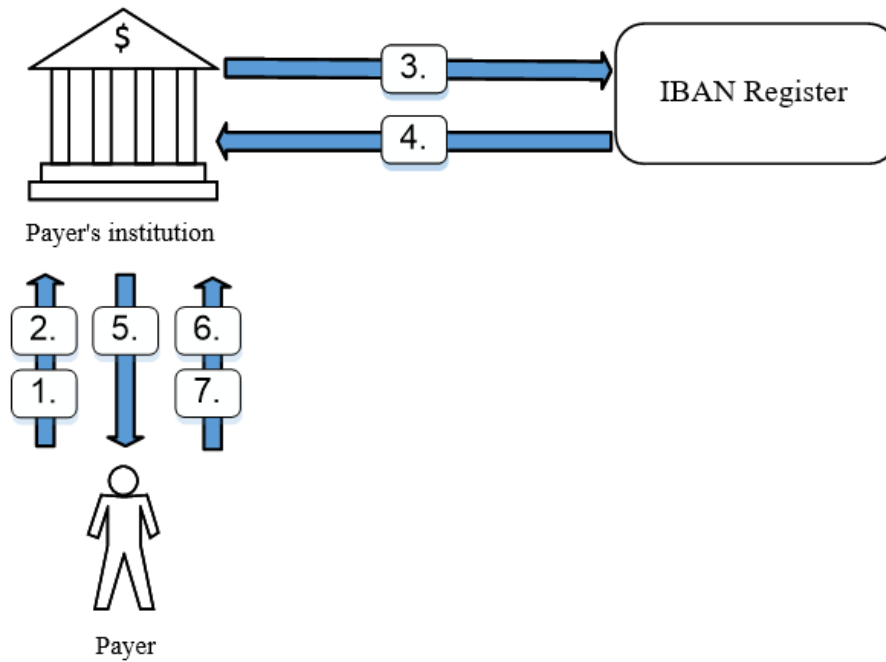 $
3.
IBAN Register
4.
Payer's institution
2. 5. 6.
1. 7.
Payer